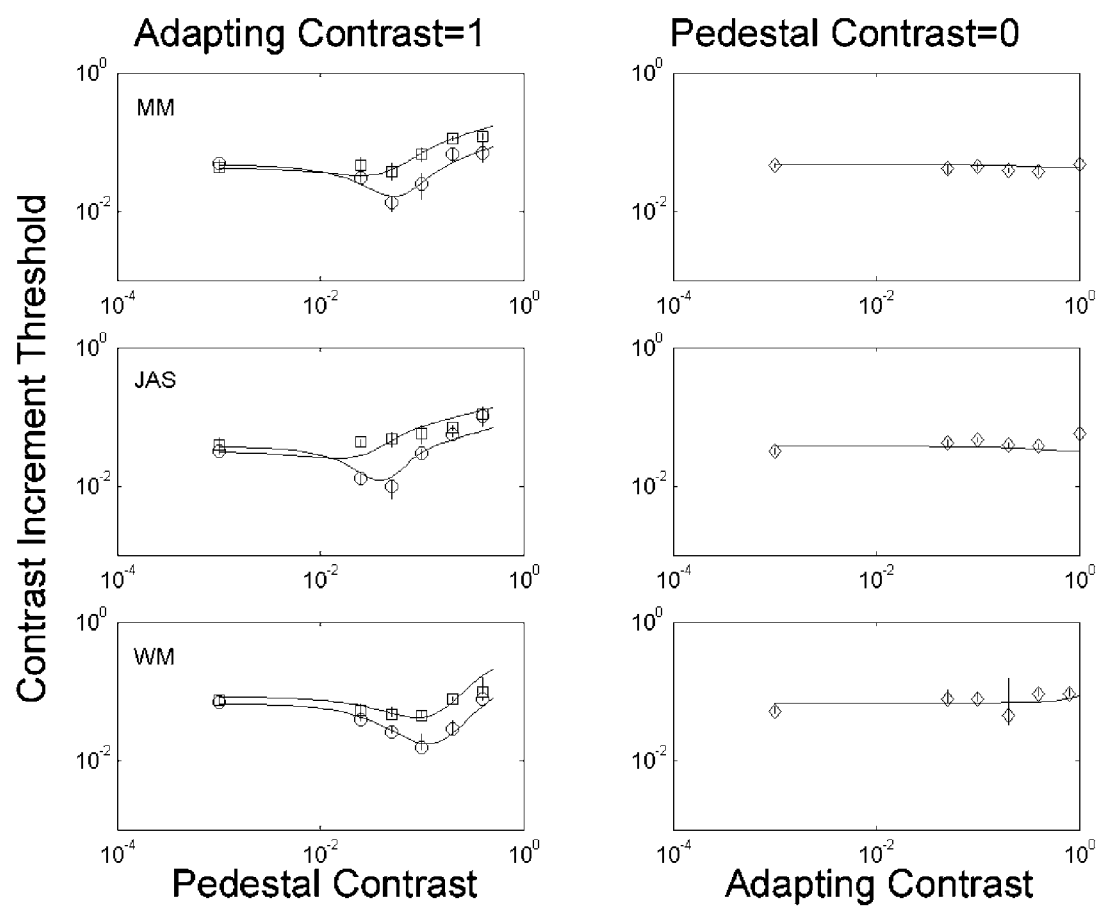 Adapting Contrast=1 Pedestal Contrast=0
Contrast Increment Threshold
10^0 10^0
MM
10^-2 10^-2
10^-4 10^-2 10^0 10^-4 10^-2 10^0
10^0 10^0
JAS
10^-2 10^-2
10^-4 10^-2 10^0 10^-4 10^-2 10^0
10^0 10^0
WM
10^-2 10^-2
10^-4 10^-2 10^0 10^-4 10^-2 10^0
Pedestal Contrast Adapting Contrast